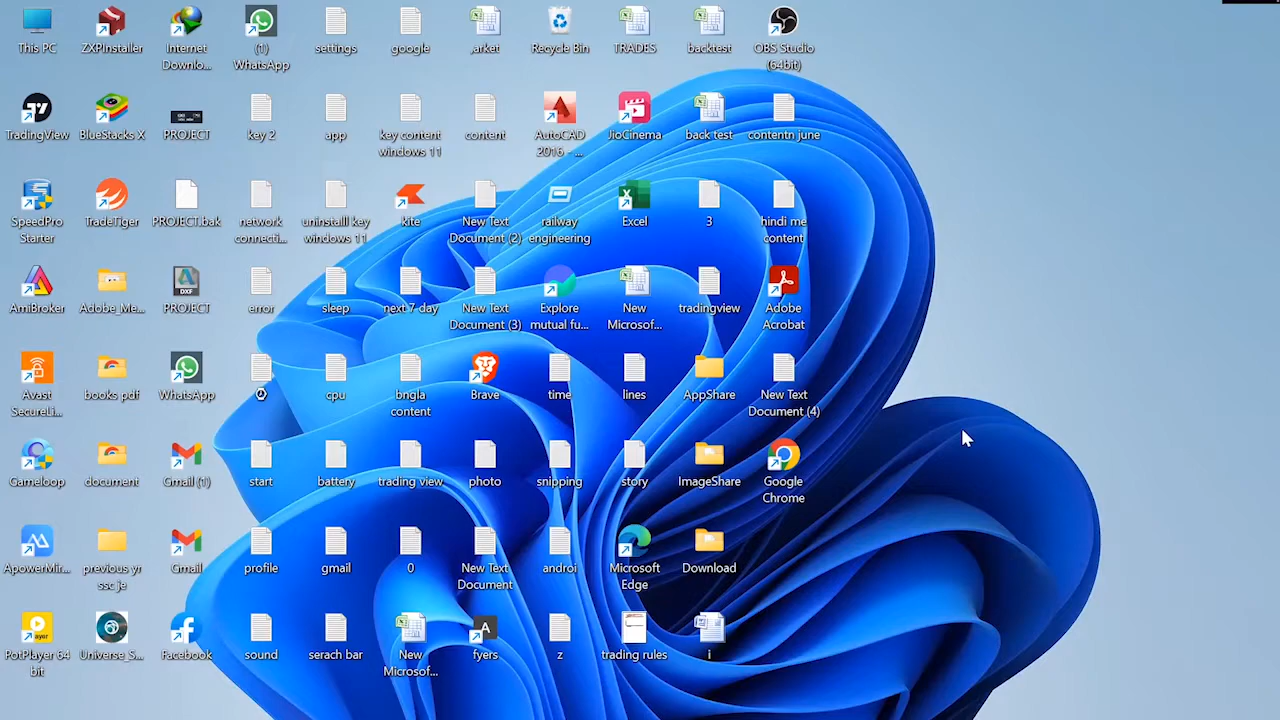 This PC
ZXPInstaller
Internet
Downlo...
(1)
WhatsApp
settings
google
.arket
Recycle Bin
TRADES
backtest
OBS Studio
(64bit)
TradingView
BlueStacks X
PROJECT
key 2
app
key content
windows 11
content
AutoCAD
2016 - ...
JioCinema
back test
contentn june
SpeedPro
Starter
TradeTiger
PROJECT.bak
network
connecti...
uninstalll key
windows 11
kite
New Text
Document (2)
railway
engineering
Excel
3
hindi me
content
AmiBroker
Adobe_Me...
PROJECT
error
sleep
next 7 day
New Text
Document (3)
Explore
mutual fu...
New
Microsof...
tradingview
Adobe
Acrobat
Avast
SecureLi...
books pdf
WhatsApp
cpu
bngla
content
Brave
time
lines
AppShare
New Text
Document (4)
Gameloop
document
Gmail (1)
start
battery
trading view
photo
snipping
story
ImageShare
Google
Chrome
ApowerMir...
previous yr
ssc je
Gmail
profile
gmail
0
New Text
Document
androi
Microsoft
Edge
Download
PotPlayer 64
bit
Universe_S...
Facebook
sound
serach bar
New
Microsof...
fyers
z
trading rules
i